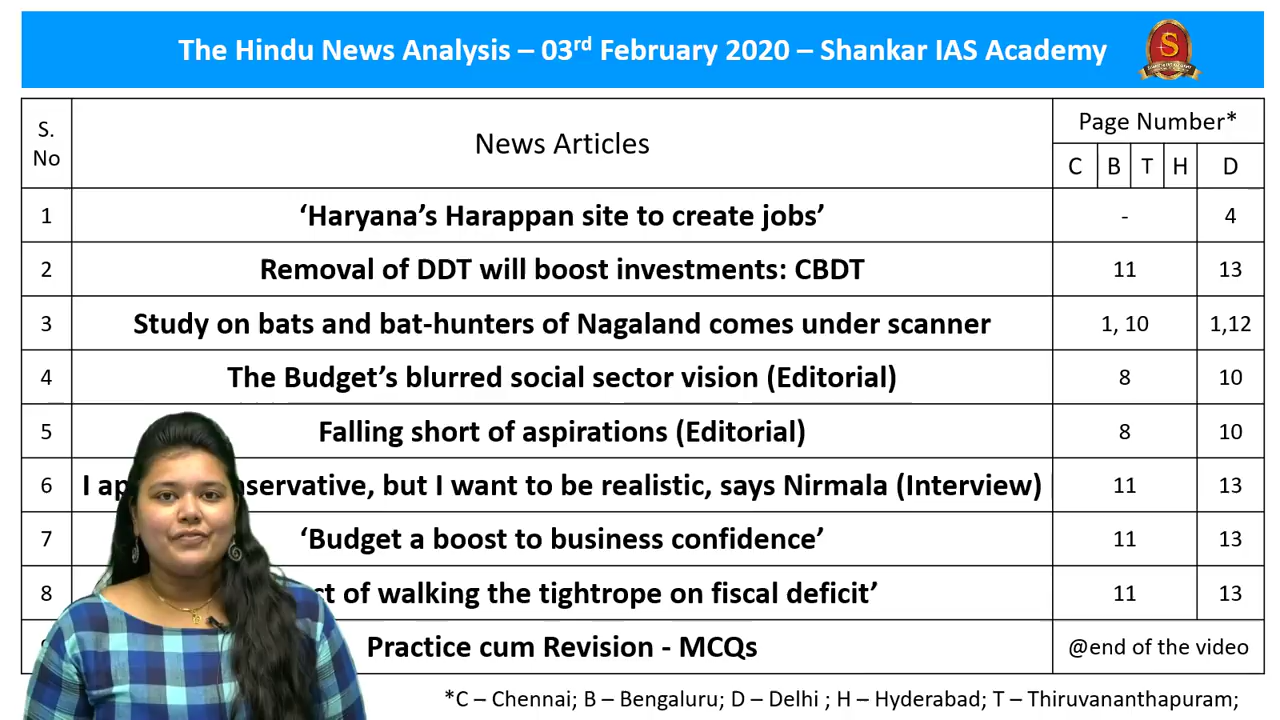 The Hindu News Analysis – 03rd February 2020 – Shankar IAS Academy
S. No
News Articles
Page Number*
C B T H D
1 ‘Haryana’s Harappan site to create jobs’ - 4
2 Removal of DDT will boost investments: CBDT 11 13
3 Study on bats and bat-hunters of Nagaland comes under scanner 1, 10 1,12
4 The Budget’s blurred social sector vision (Editorial) 8 10
5 Falling short of aspirations (Editorial) 8 10
6 I nservative, but I want to be realistic, says Nirmala (Interview) 11 13
7 ‘Budget a boost to business confidence’ 11 13
8 of walking the tightrope on fiscal deficit’ 11 13
Practice cum Revision - MCQs @end of the video
*C – Chennai; B – Bengaluru; D – Delhi ; H – Hyderabad; T – Thiruvananthapuram;